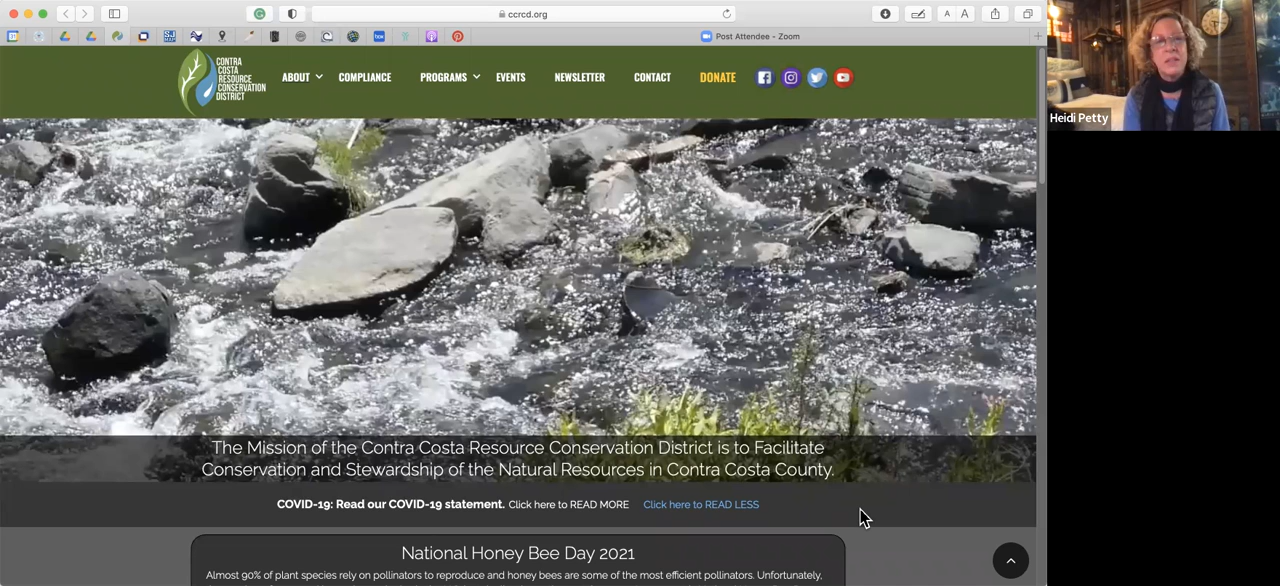 ccrcd.org
A A
Post Attendee - Zoom
CONTRA
COSTA
RESOURCE
CONSERVATION
DISTRICT
ABOUT COMPLIANCE PROGRAMS EVENTS NEWSLETTER CONTACT DONATE
Heidi Petty
The Mission of the Contra Costa Resource Conservation District is to Facilitate
Conservation and Stewardship of the Natural Resources in Contra Costa County.
COVID-19: Read our COVID-19 statement. Click here to READ MORE Click here to READ LESS
National Honey Bee Day 2021
Almost 90% of plant species rely on pollinators to reproduce and honey bees are some of the most efficient pollinators. Unfortunately,